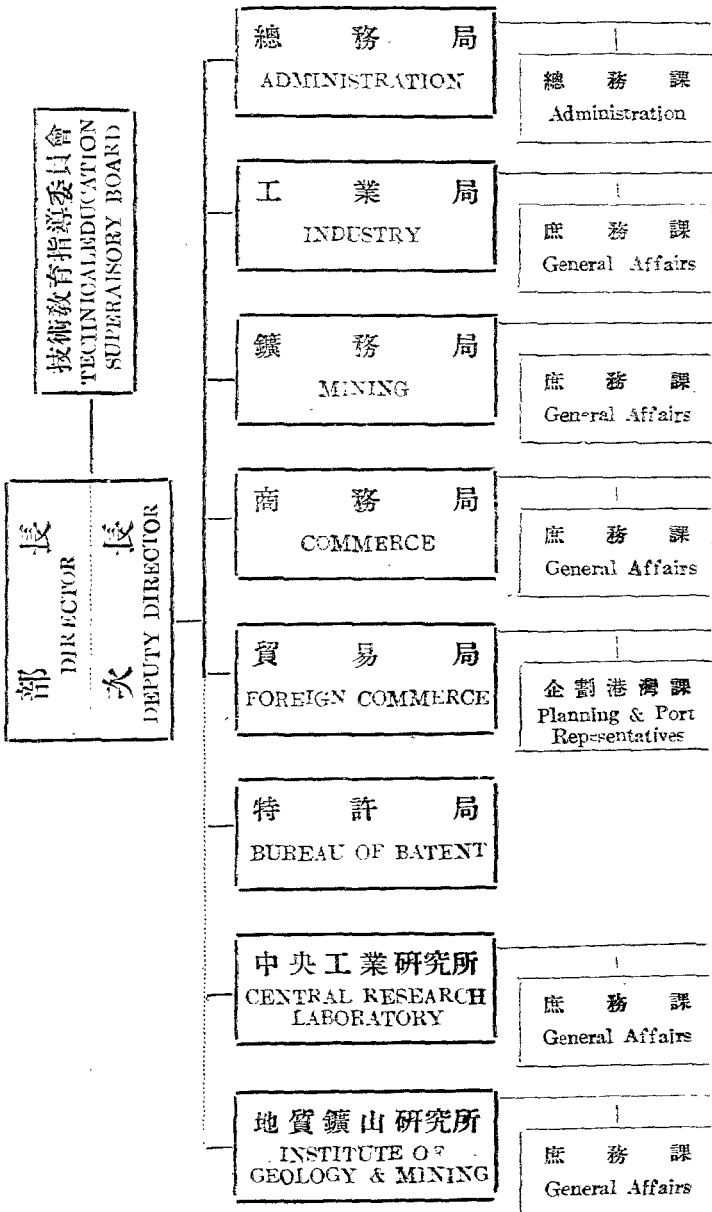 技術敎育指導委員會
TECHNICALEDUCATION
SUPERAISORY BOARD
部長
DIRECTOR
次長
DEPUTY DIRECTOR
總務局
ADMINISTRATION
總務課
Administration
工業局
INDUSTRY
庶務課
General Affairs
鑛務局
MINING
庶務課
General Affairs
商務局
COMMERCE
庶務課
General Affairs
貿易局
FOREIGN COMMERCE
企劃港灣課
Planning & Port
Representatives
特許局
BUREAU OF BATENT
中央工業硏究所
CENTRAL RESEARCH
LABORATORY
庶務課
General Affairs
地質鑛山硏究所
INSTITUTE OF
GEOLOGY & MINING
庶務課
General Affairs